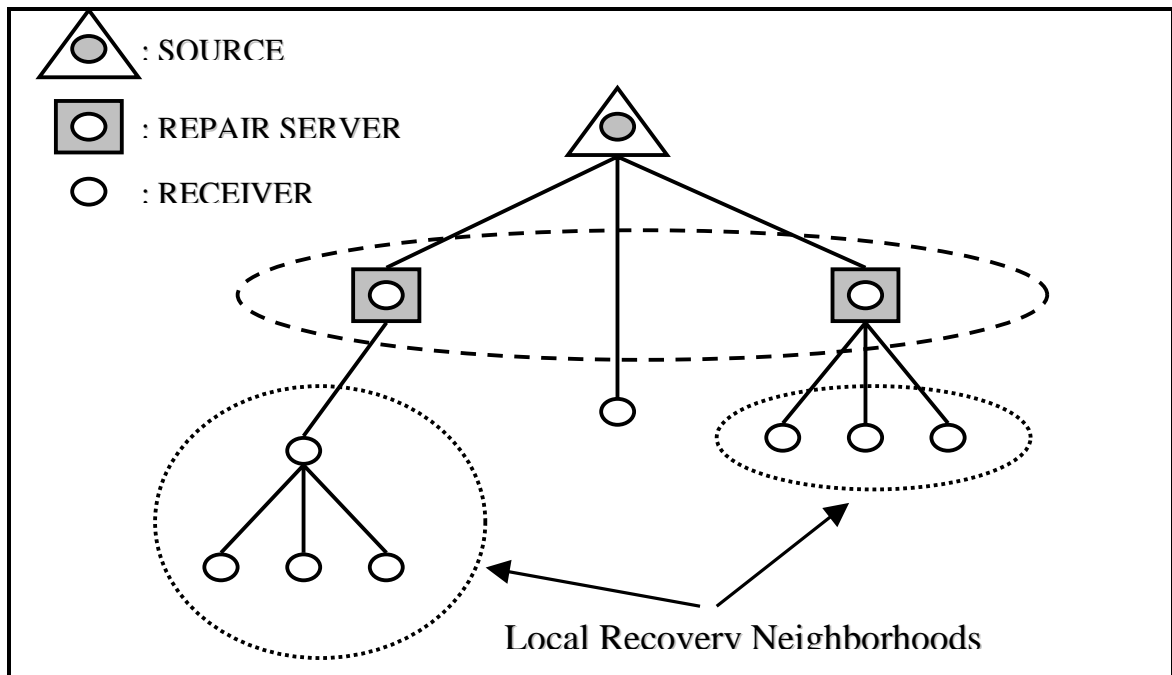 : SOURCE
: REPAIR SERVER
: RECEIVER
Local Recovery Neighborhoods